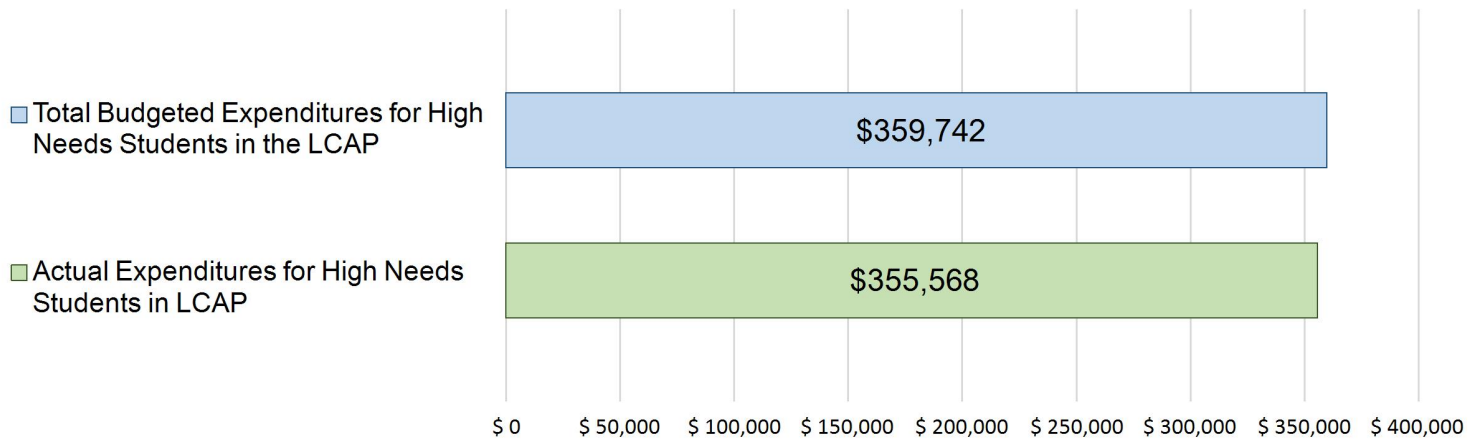 Total Budgeted Expenditures for High
Needs Students in the LCAP
$359,742
Actual Expenditures for High Needs
Students in LCAP
$355,568
$ 0 $ 50,000 $ 100,000 $ 150,000 $ 200,000 $ 250,000 $ 300,000 $ 350,000 $ 400,000